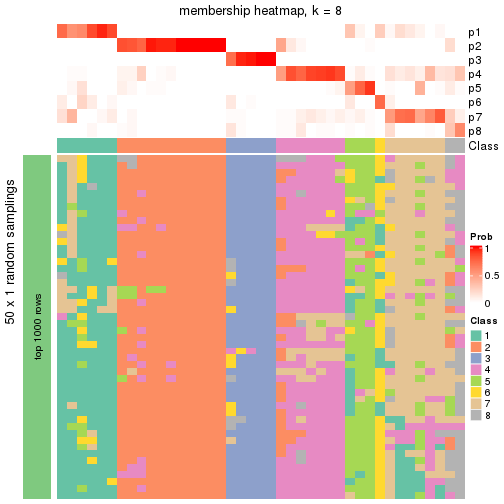 membership heatmap, k = 8
p1
p2
p3
p4
p5
p6
p7
p8
Class
50 x 1 random samplings
top 1000 rows
Prob
1
0.5
0
Class
1
2
3
4
5
6
7
8